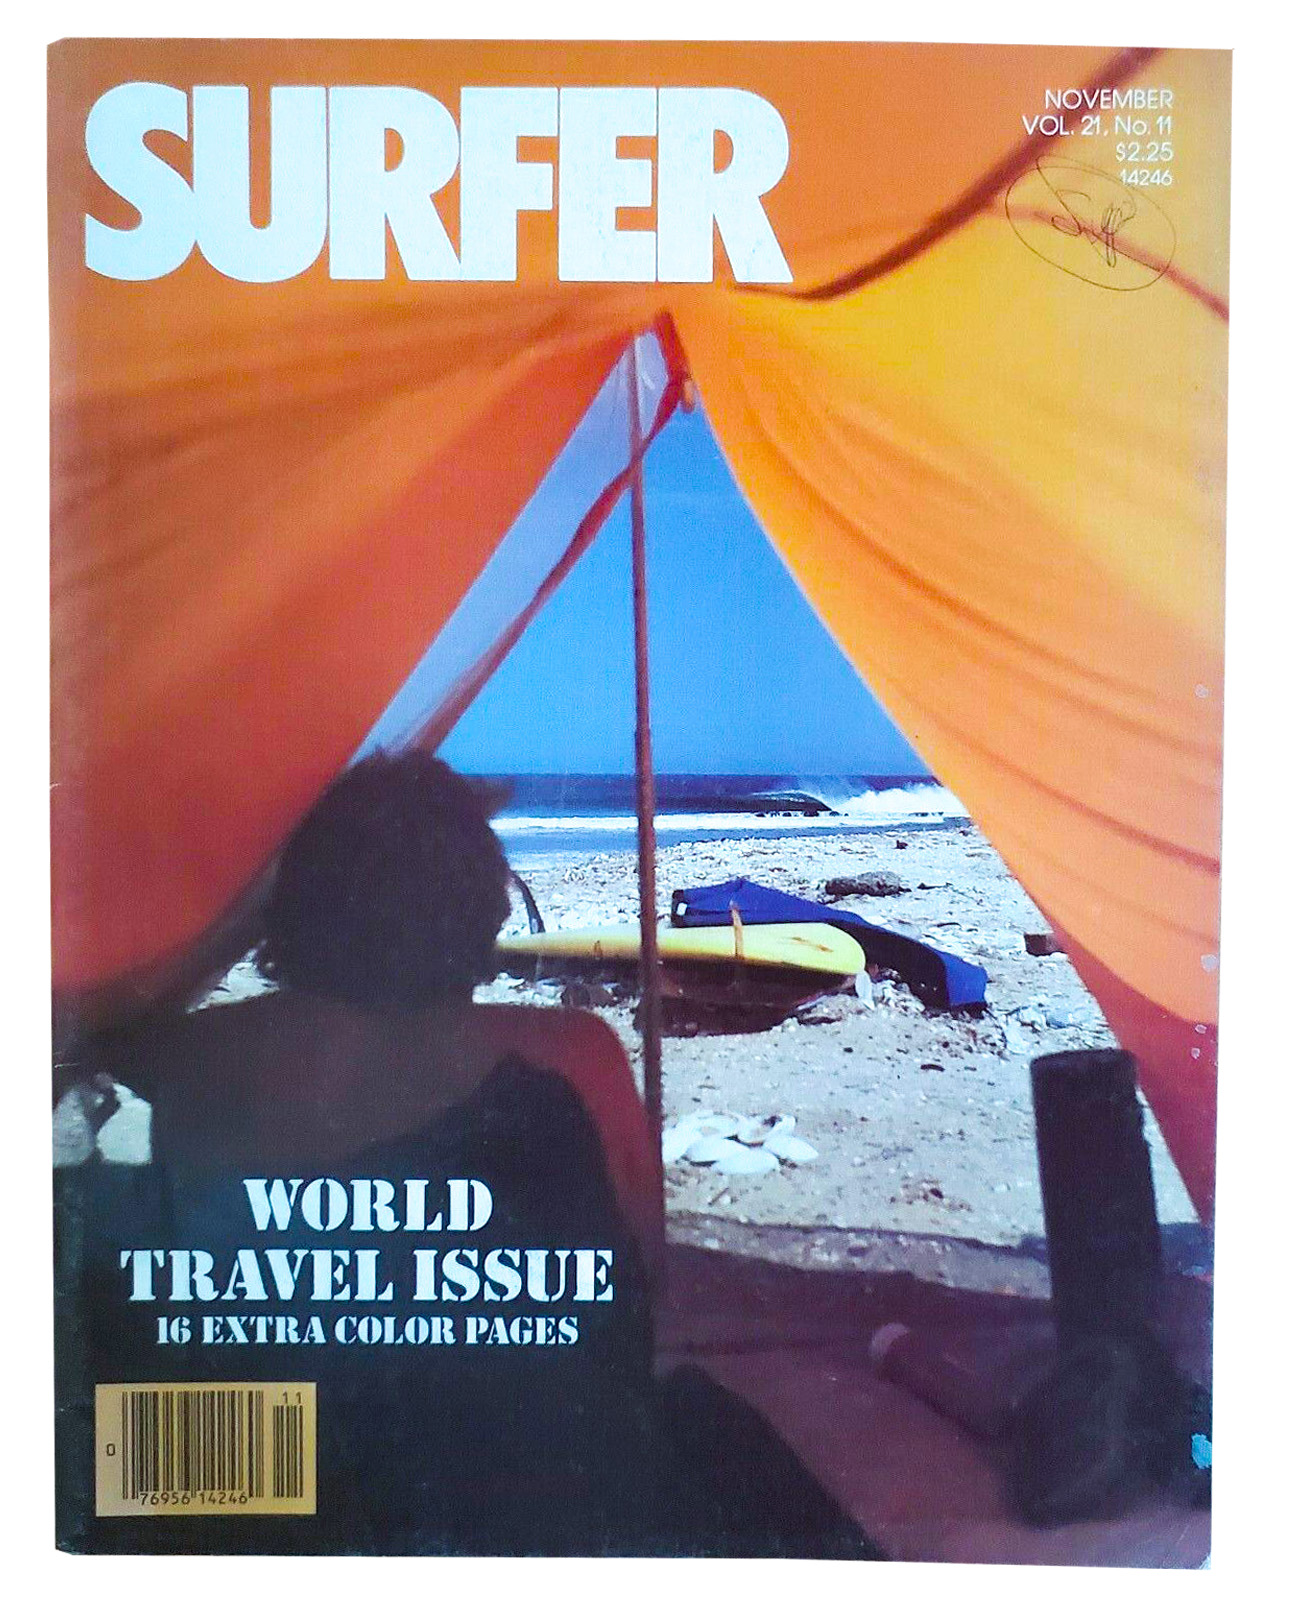 SURFER
NOVEMBER
VOL. 21, No. 11
$2.25
14246
WORLD
TRAVEL ISSUE
16 EXTRA COLOR PAGES
11
0
76956 14246